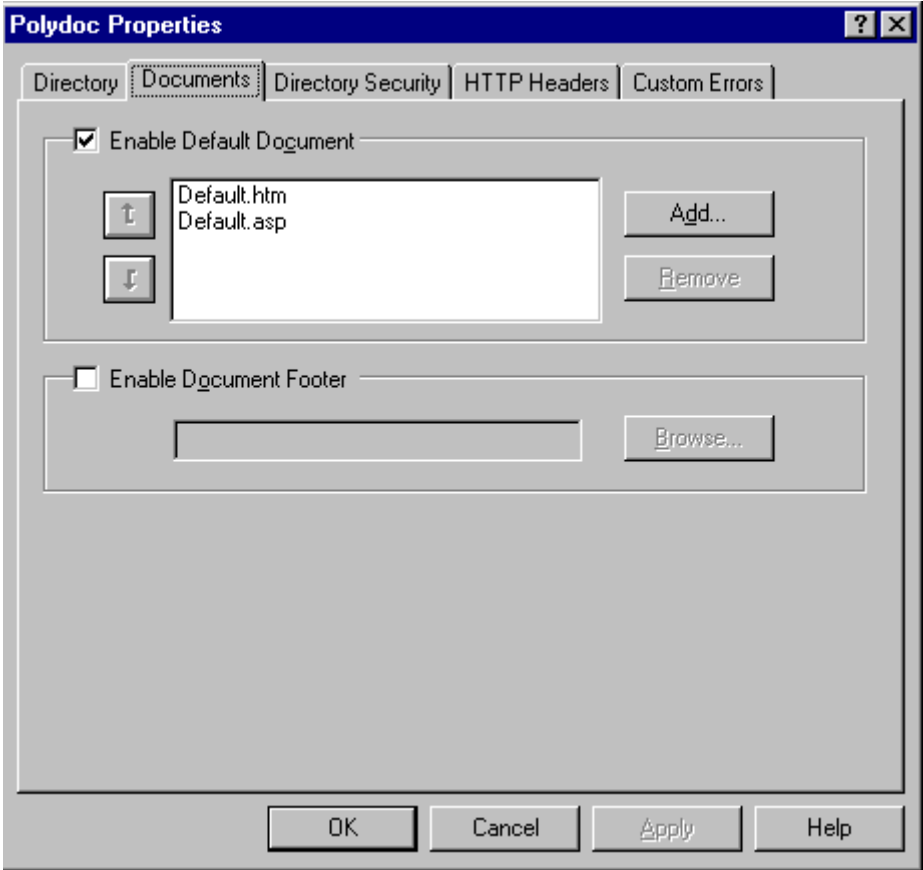 Polydoc Properties
Directory Documents Directory Security HTTP Headers Custom Errors
Enable Default Document
Default.htm
Default.asp
Add...
Remove
Enable Document Footer
Browse...
OK Cancel Apply Help